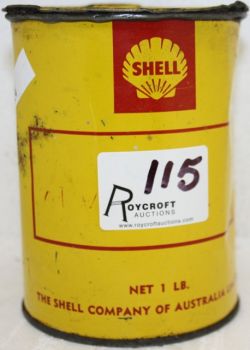 SHELL
115
ROYCROFT
AUCTIONS
www.roycroftauctions.com
NET 1 LB.
THE SHELL COMPANY OF AUSTRALIA